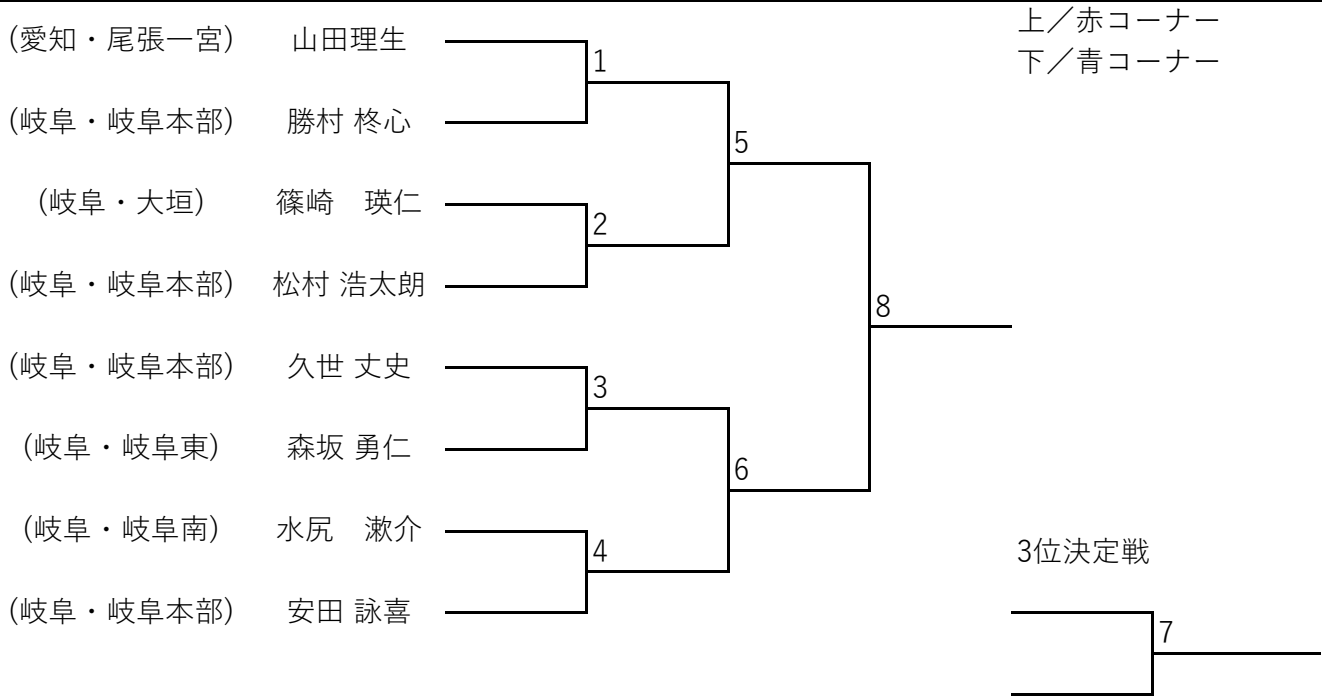 上／赤コーナー
(愛知・尾張一宮) 山田理生
1
下／青コーナー
(岐阜・岐阜本部) 勝村 柊心
5
(岐阜・大垣) 篠崎　瑛仁
2
(岐阜・岐阜本部) 松村 浩太朗
8
(岐阜・岐阜本部) 久世 丈史
3
(岐阜・岐阜東) 森坂 勇仁
6
(岐阜・岐阜南) 水尻　漱介
4
3位決定戦
(岐阜・岐阜本部) 安田 詠喜
7